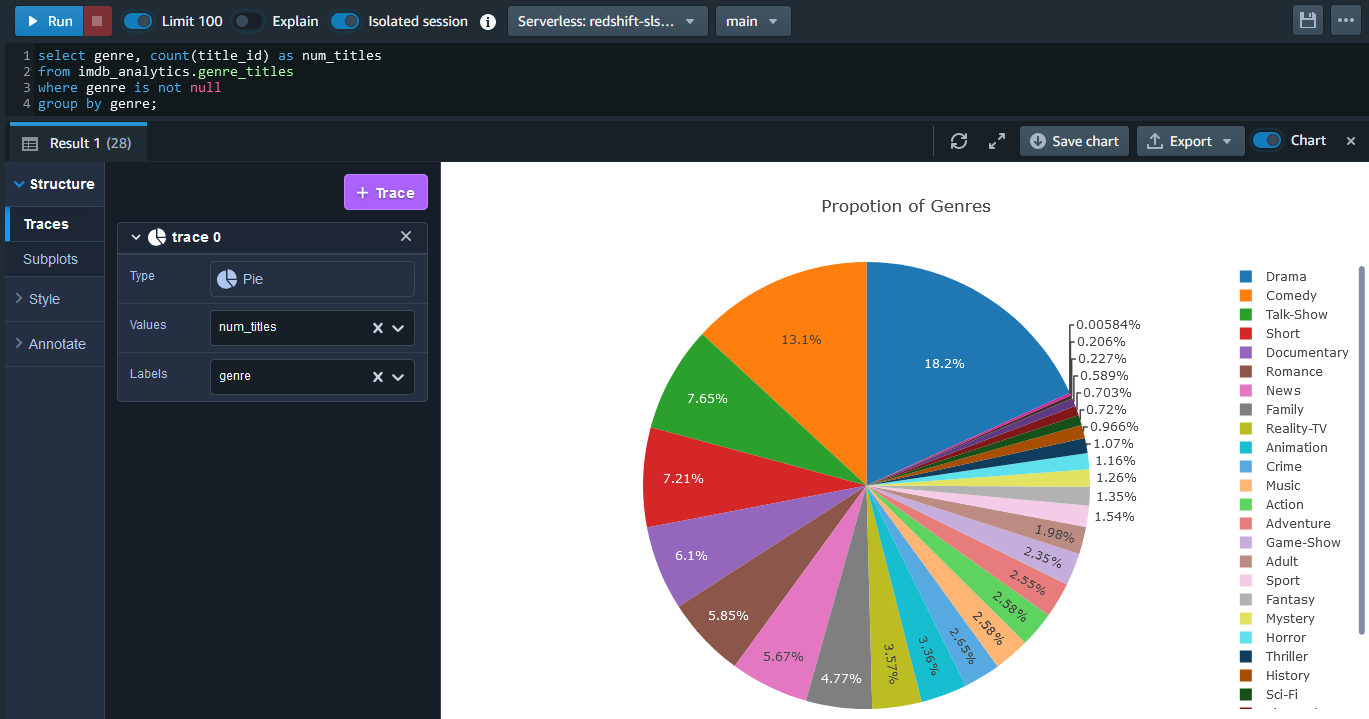 Run
Limit 100
Explain
Isolated session
Serverless: redshift-sls...
main
1 select genre, count(title_id) as num_titles
2 from imdb_analytics.genre_titles
3 where genre is not null
4 group by genre;
Result 1 (28)
Save chart
Export
Chart
Structure
Traces
Subplots
Style
Annotate
+ Trace
trace 0
Type
Pie
Values
num_titles
Labels
genre
Propotion of Genres
18.2%
0.00584%
0.206%
0.227%
0.589%
0.703%
0.72%
0.966%
1.07%
1.16%
1.26%
1.35%
1.54%
1.98%
2.35%
2.55%
2.58%
2.58%
2.65%
3.36%
3.57%
4.77%
5.67%
5.85%
6.1%
7.21%
7.65%
13.1%
Drama
Comedy
Talk-Show
Short
Documentary
Romance
News
Family
Reality-TV
Animation
Crime
Music
Action
Adventure
Game-Show
Adult
Sport
Fantasy
Mystery
Horror
Thriller
History
Sci-Fi